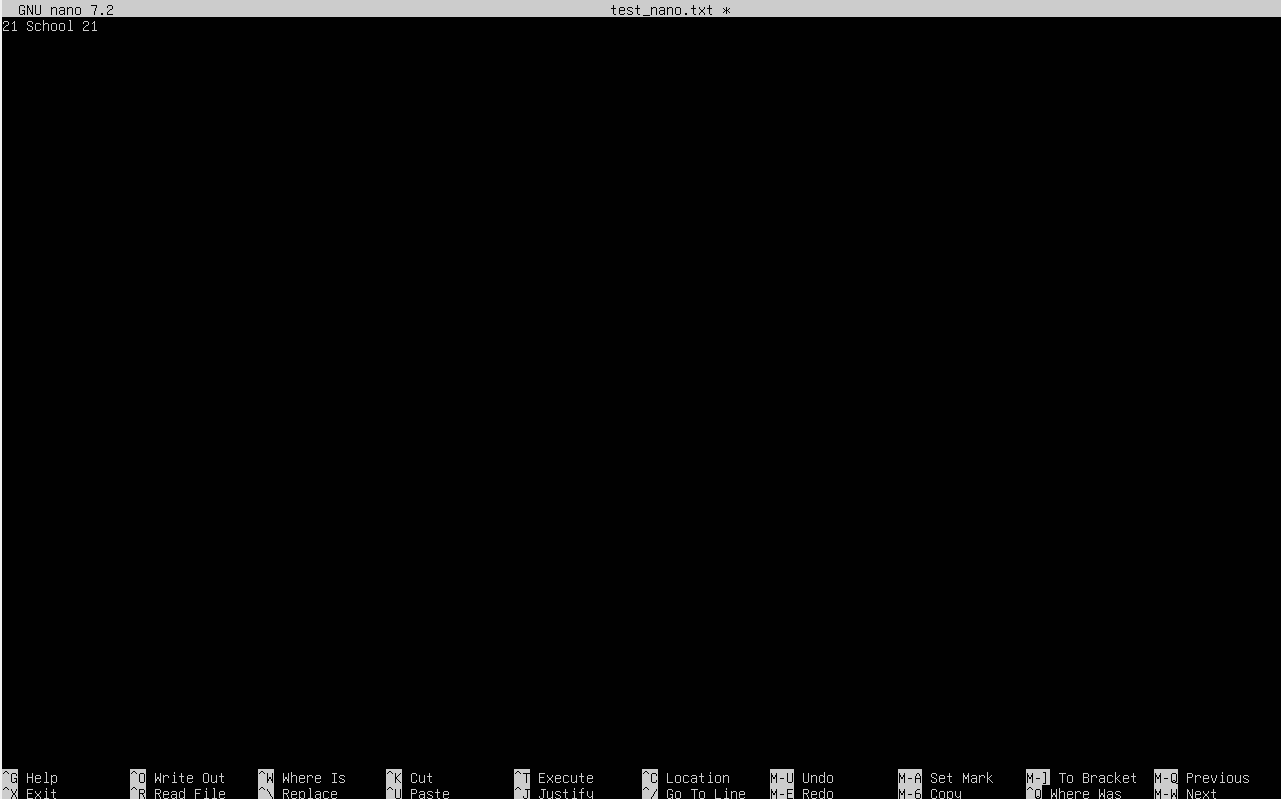 GNU nano 7.2 test_nano.txt *
21 School 21
^G Help ^O Write Out ^W Where Is ^K Cut ^T Execute ^C Location M-U Undo M-A Set Mark M-] To Bracket M-Q Previous
^X Exit ^R Read File ^\ Replace ^U Paste ^J Justify ^/ Go To Line M-E Redo M-6 Copy ^Q Where Was M-W Next